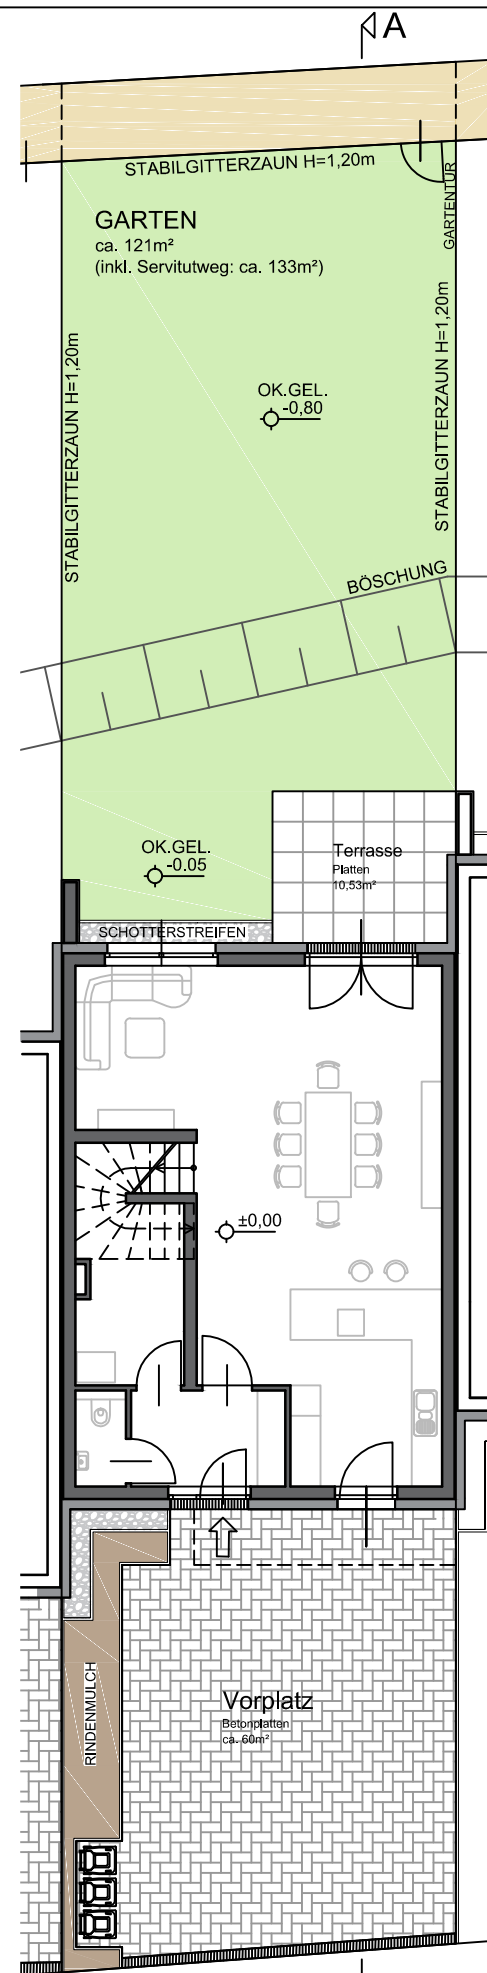 A
STABILGITTERZAUN H=1,20m
GARTENTÜR
GARTEN
ca. 121m²
(inkl. Servitutweg: ca. 133m²)
STABILGITTERZAUN H=1,20m
STABILGITTERZAUN H=1,20m
OK.GEL.
-0,80
BÖSCHUNG
OK.GEL.
-0.05
Terrasse
Platten
10,53m²
SCHOTTERSTREIFEN
±0,00
RINDENMULCH
Vorplatz
Betonplatten
ca. 60m²